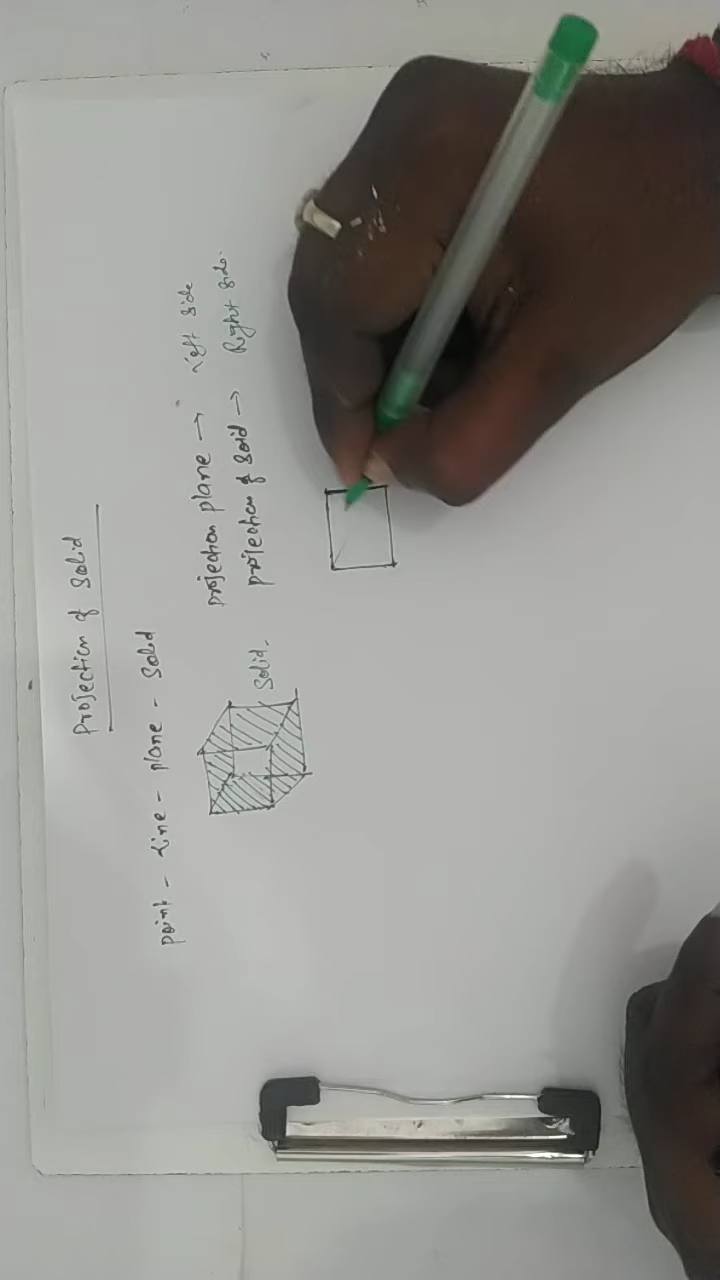 Projection of Solid
Point - Line - Plane - Solid
Projection plane → Left side
Projection of Solid → Right side.
Solid.